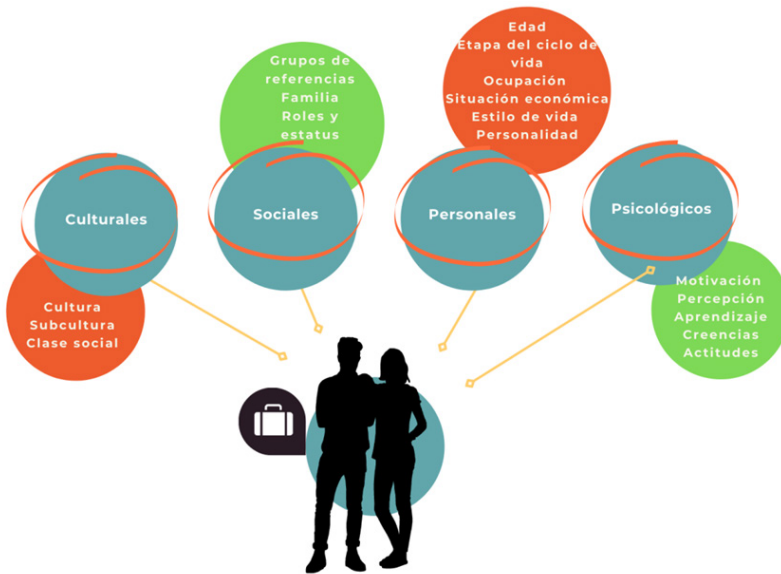 Culturales
Cultura
Subcultura
Clase social
Sociales
Grupos de
referencias
Familia
Roles y
estatus
Personales
Edad
Etapa del ciclo de
vida
Ocupación
Situación económica
Estilo de vida
Personalidad
Psicológicos
Motivación
Percepción
Aprendizaje
Creencias
Actitudes